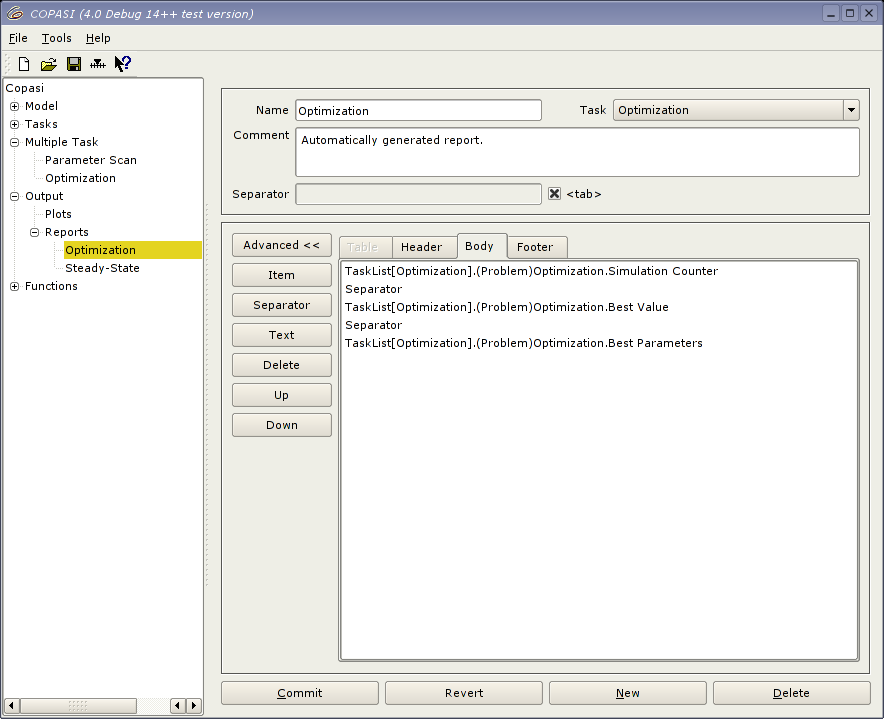 COPASI (4.0 Debug 14++ test version)
File Tools Help
Copasi
Model
Tasks
Multiple Task
Parameter Scan
Optimization
Output
Plots
Reports
Optimization
Steady-State
Functions
Name Optimization Task Optimization
Comment Automatically generated report.
Separator <tab>
Advanced <<
Item
Separator
Text
Delete
Up
Down
Table Header Body Footer
TaskList[Optimization].(Problem)Optimization.Simulation Counter
Separator
TaskList[Optimization].(Problem)Optimization.Best Value
Separator
TaskList[Optimization].(Problem)Optimization.Best Parameters
Commit Revert New Delete